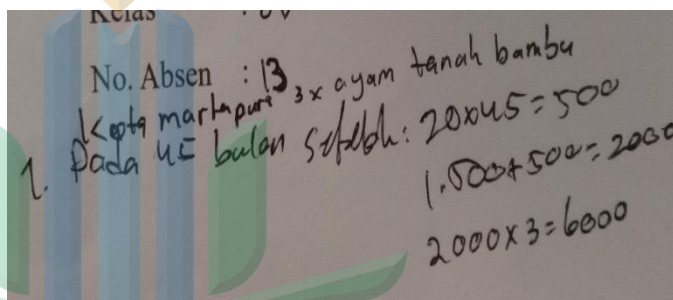 Kelas
No. Absen : 13
Kota martapura 3x ayam tanah bambu
1. Pada 45 bulan setelah: 20x45=500
1.500+500=2000
2000x3=6000